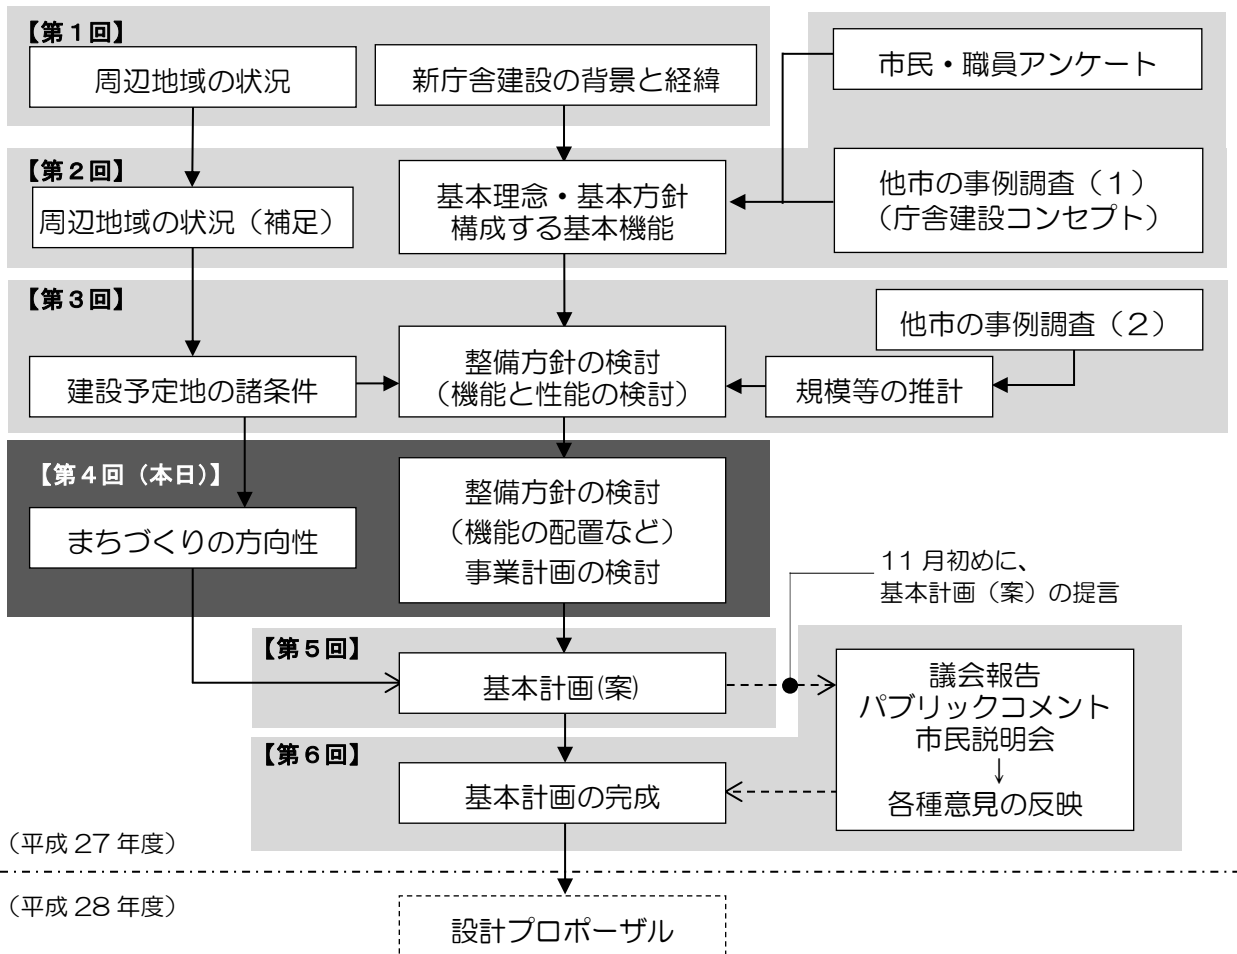 【第１回】
周辺地域の状況
新庁舎建設の背景と経緯
市民・職員アンケート
【第２回】
周辺地域の状況（補足）
基本理念・基本方針
構成する基本機能
他市の事例調査（１）
（庁舎建設コンセプト）
【第３回】
他市の事例調査（２）
建設予定地の諸条件
整備方針の検討
（機能と性能の検討）
規模等の推計
【第４回（本日）】
まちづくりの方向性
整備方針の検討
（機能の配置など）
事業計画の検討
11月初めに、
基本計画（案）の提言
【第５回】
基本計画(案)
議会報告
パブリックコメント
市民説明会
↓
各種意見の反映
【第６回】
基本計画の完成
（平成 27 年度）
（平成 28 年度）
設計プロポーザル